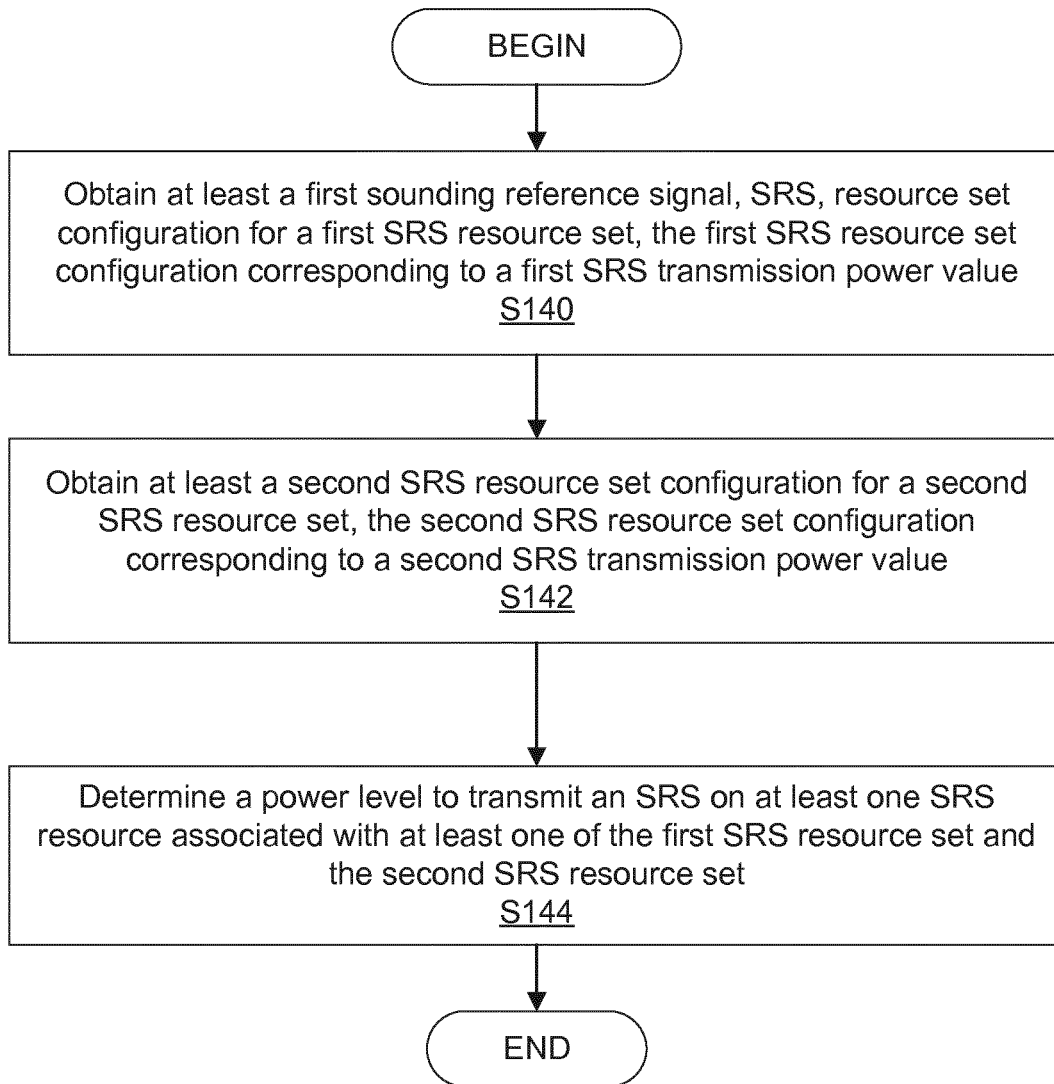 BEGIN
Obtain at least a first sounding reference signal, SRS, resource set
configuration for a first SRS resource set, the first SRS resource set
configuration corresponding to a first SRS transmission power value
S140
Obtain at least a second SRS resource set configuration for a second
SRS resource set, the second SRS resource set configuration
corresponding to a second SRS transmission power value
S142
Determine a power level to transmit an SRS on at least one SRS
resource associated with at least one of the first SRS resource set and
the second SRS resource set
S144
END